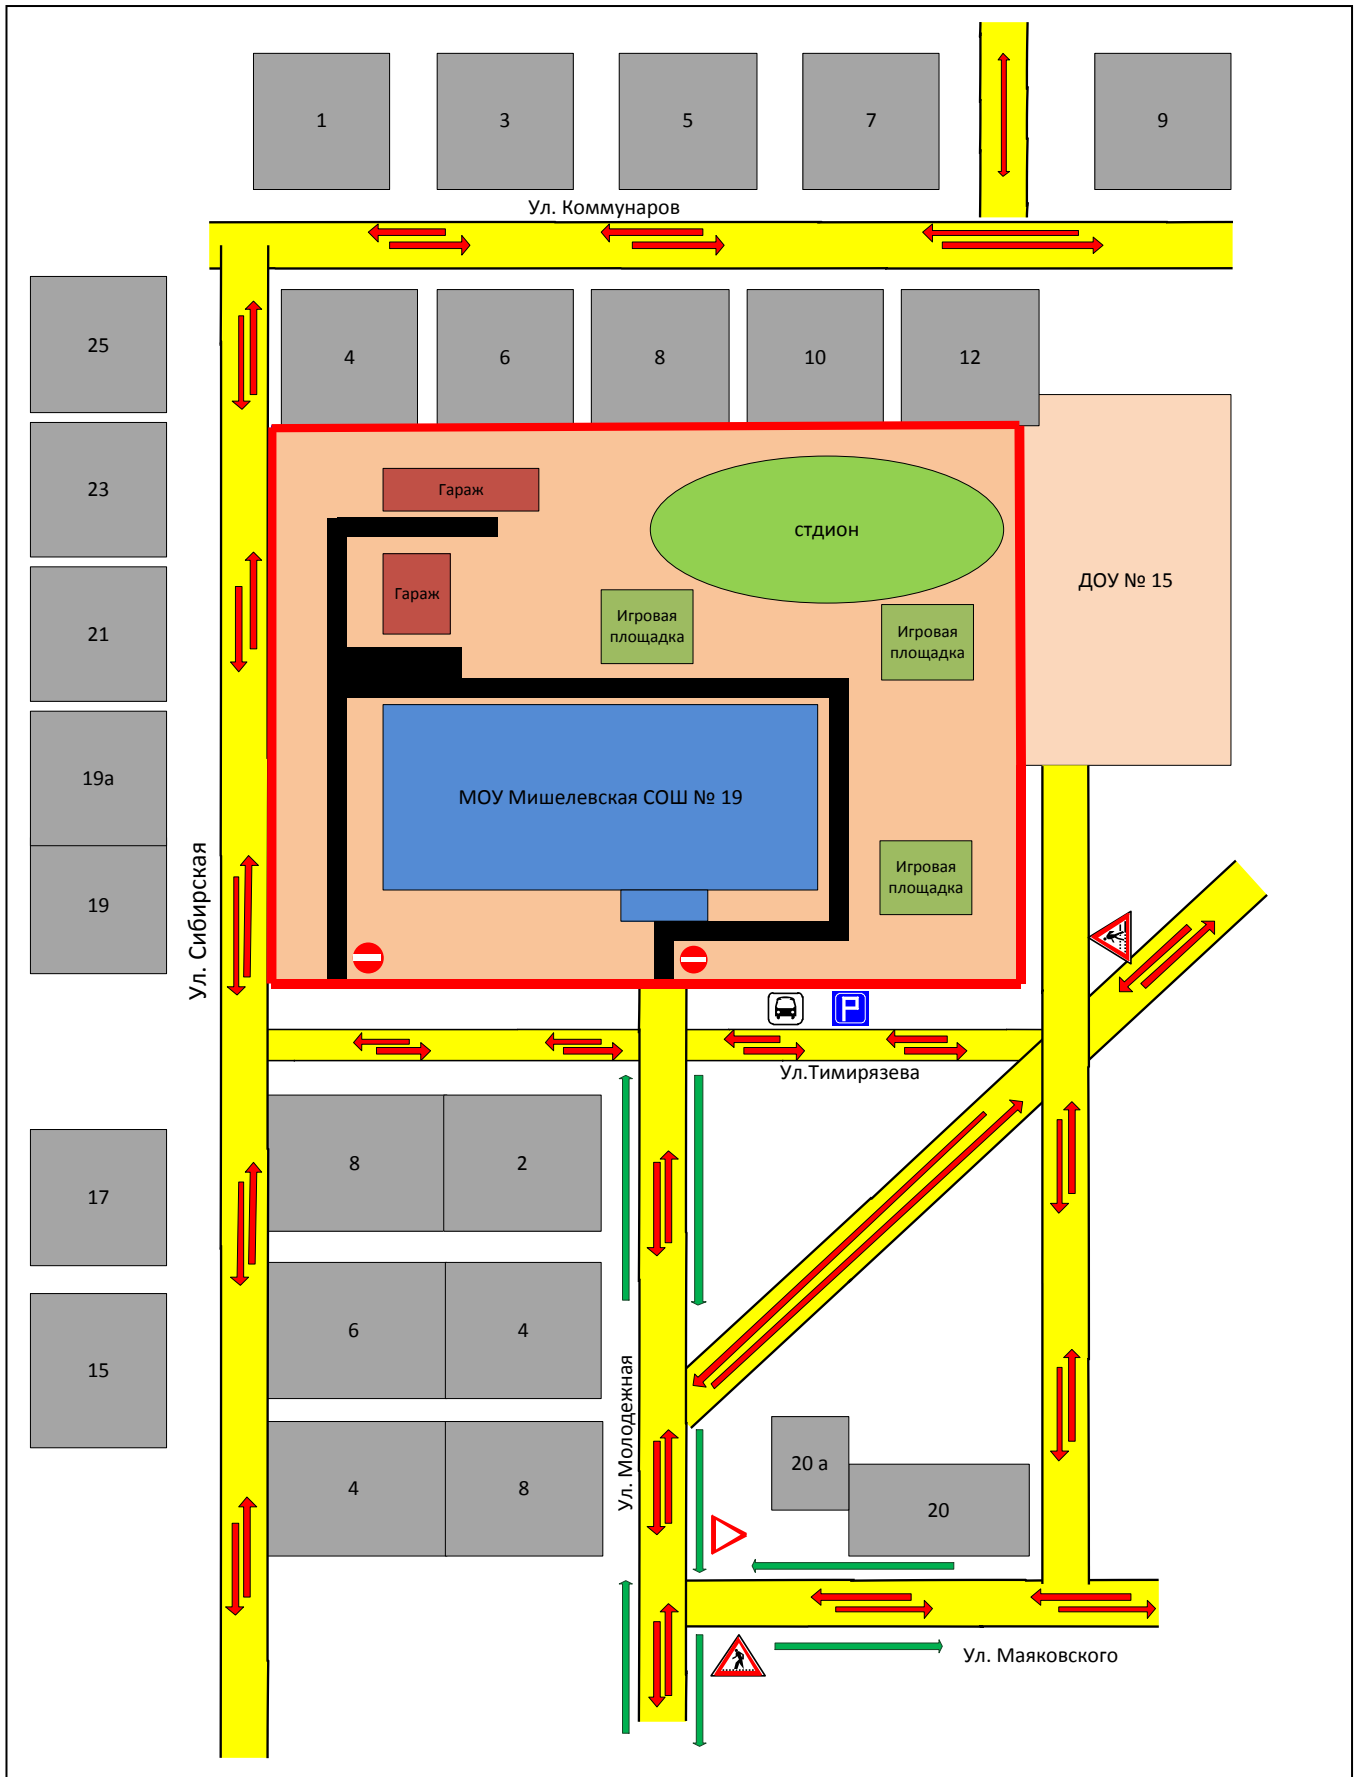 1
3
5
7
9
Ул. Коммунаров
25
4
6
8
10
12
23
Гараж
стдион
ДОУ № 15
21
Гараж
Игровая
площадка
Игровая
площадка
19а
МОУ Мишелевская СОШ № 19
19
Ул. Сибирская
Игровая
площадка
P
Ул.Тимирязева
17
8
2
15
6
4
Ул. Молодежная
4
8
20 а
20
Ул. Маяковского